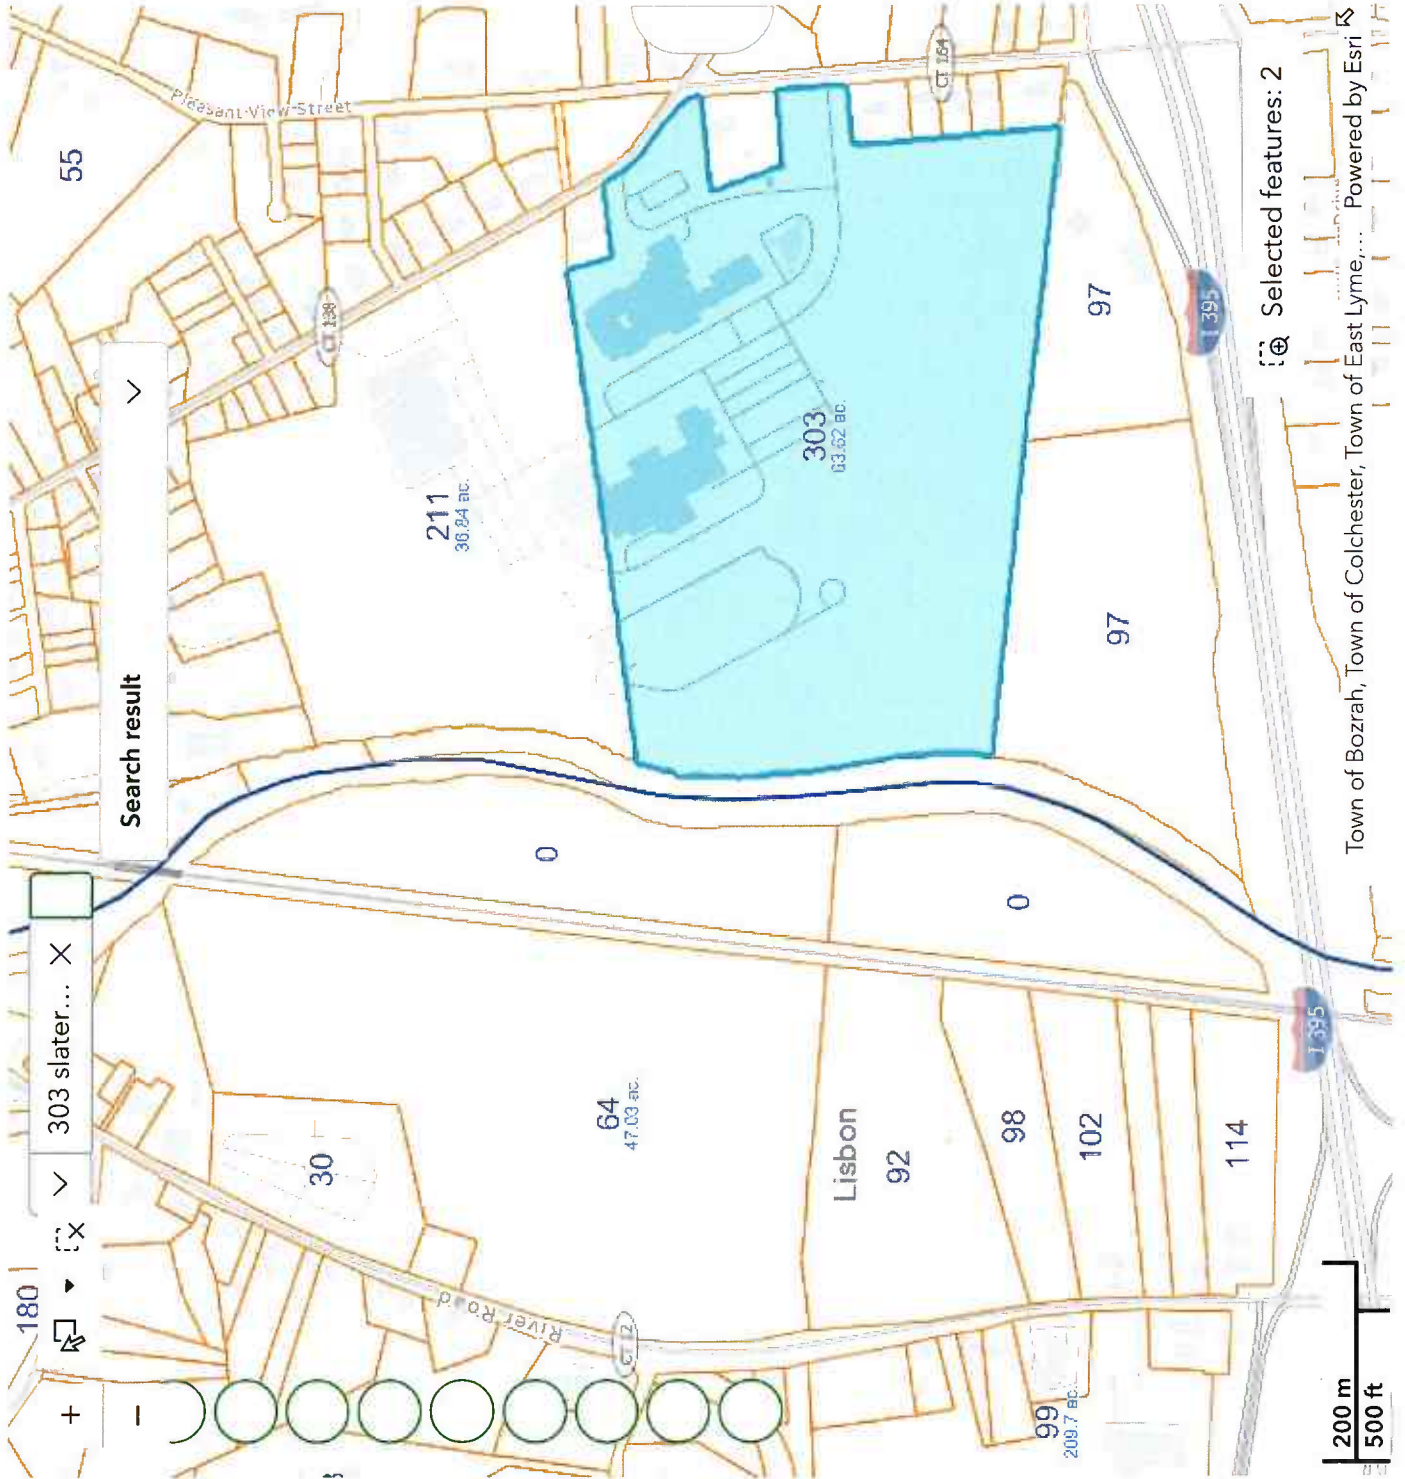 180
303 slater...
Search result
55
Pleasant View Street
CT 138
211
36.84 ac.
30
0
River Road
CT 12
64
47.03 ac.
303
63.62 ac.
CT 164
Lisbon
92
0
98
102
114
97
97
99
209.7 ac.
I 395
I 395
Selected features: 2
200 m
500 ft
Town of Bozrah, Town of Colchester, Town of East Lyme,... Powered by Esri